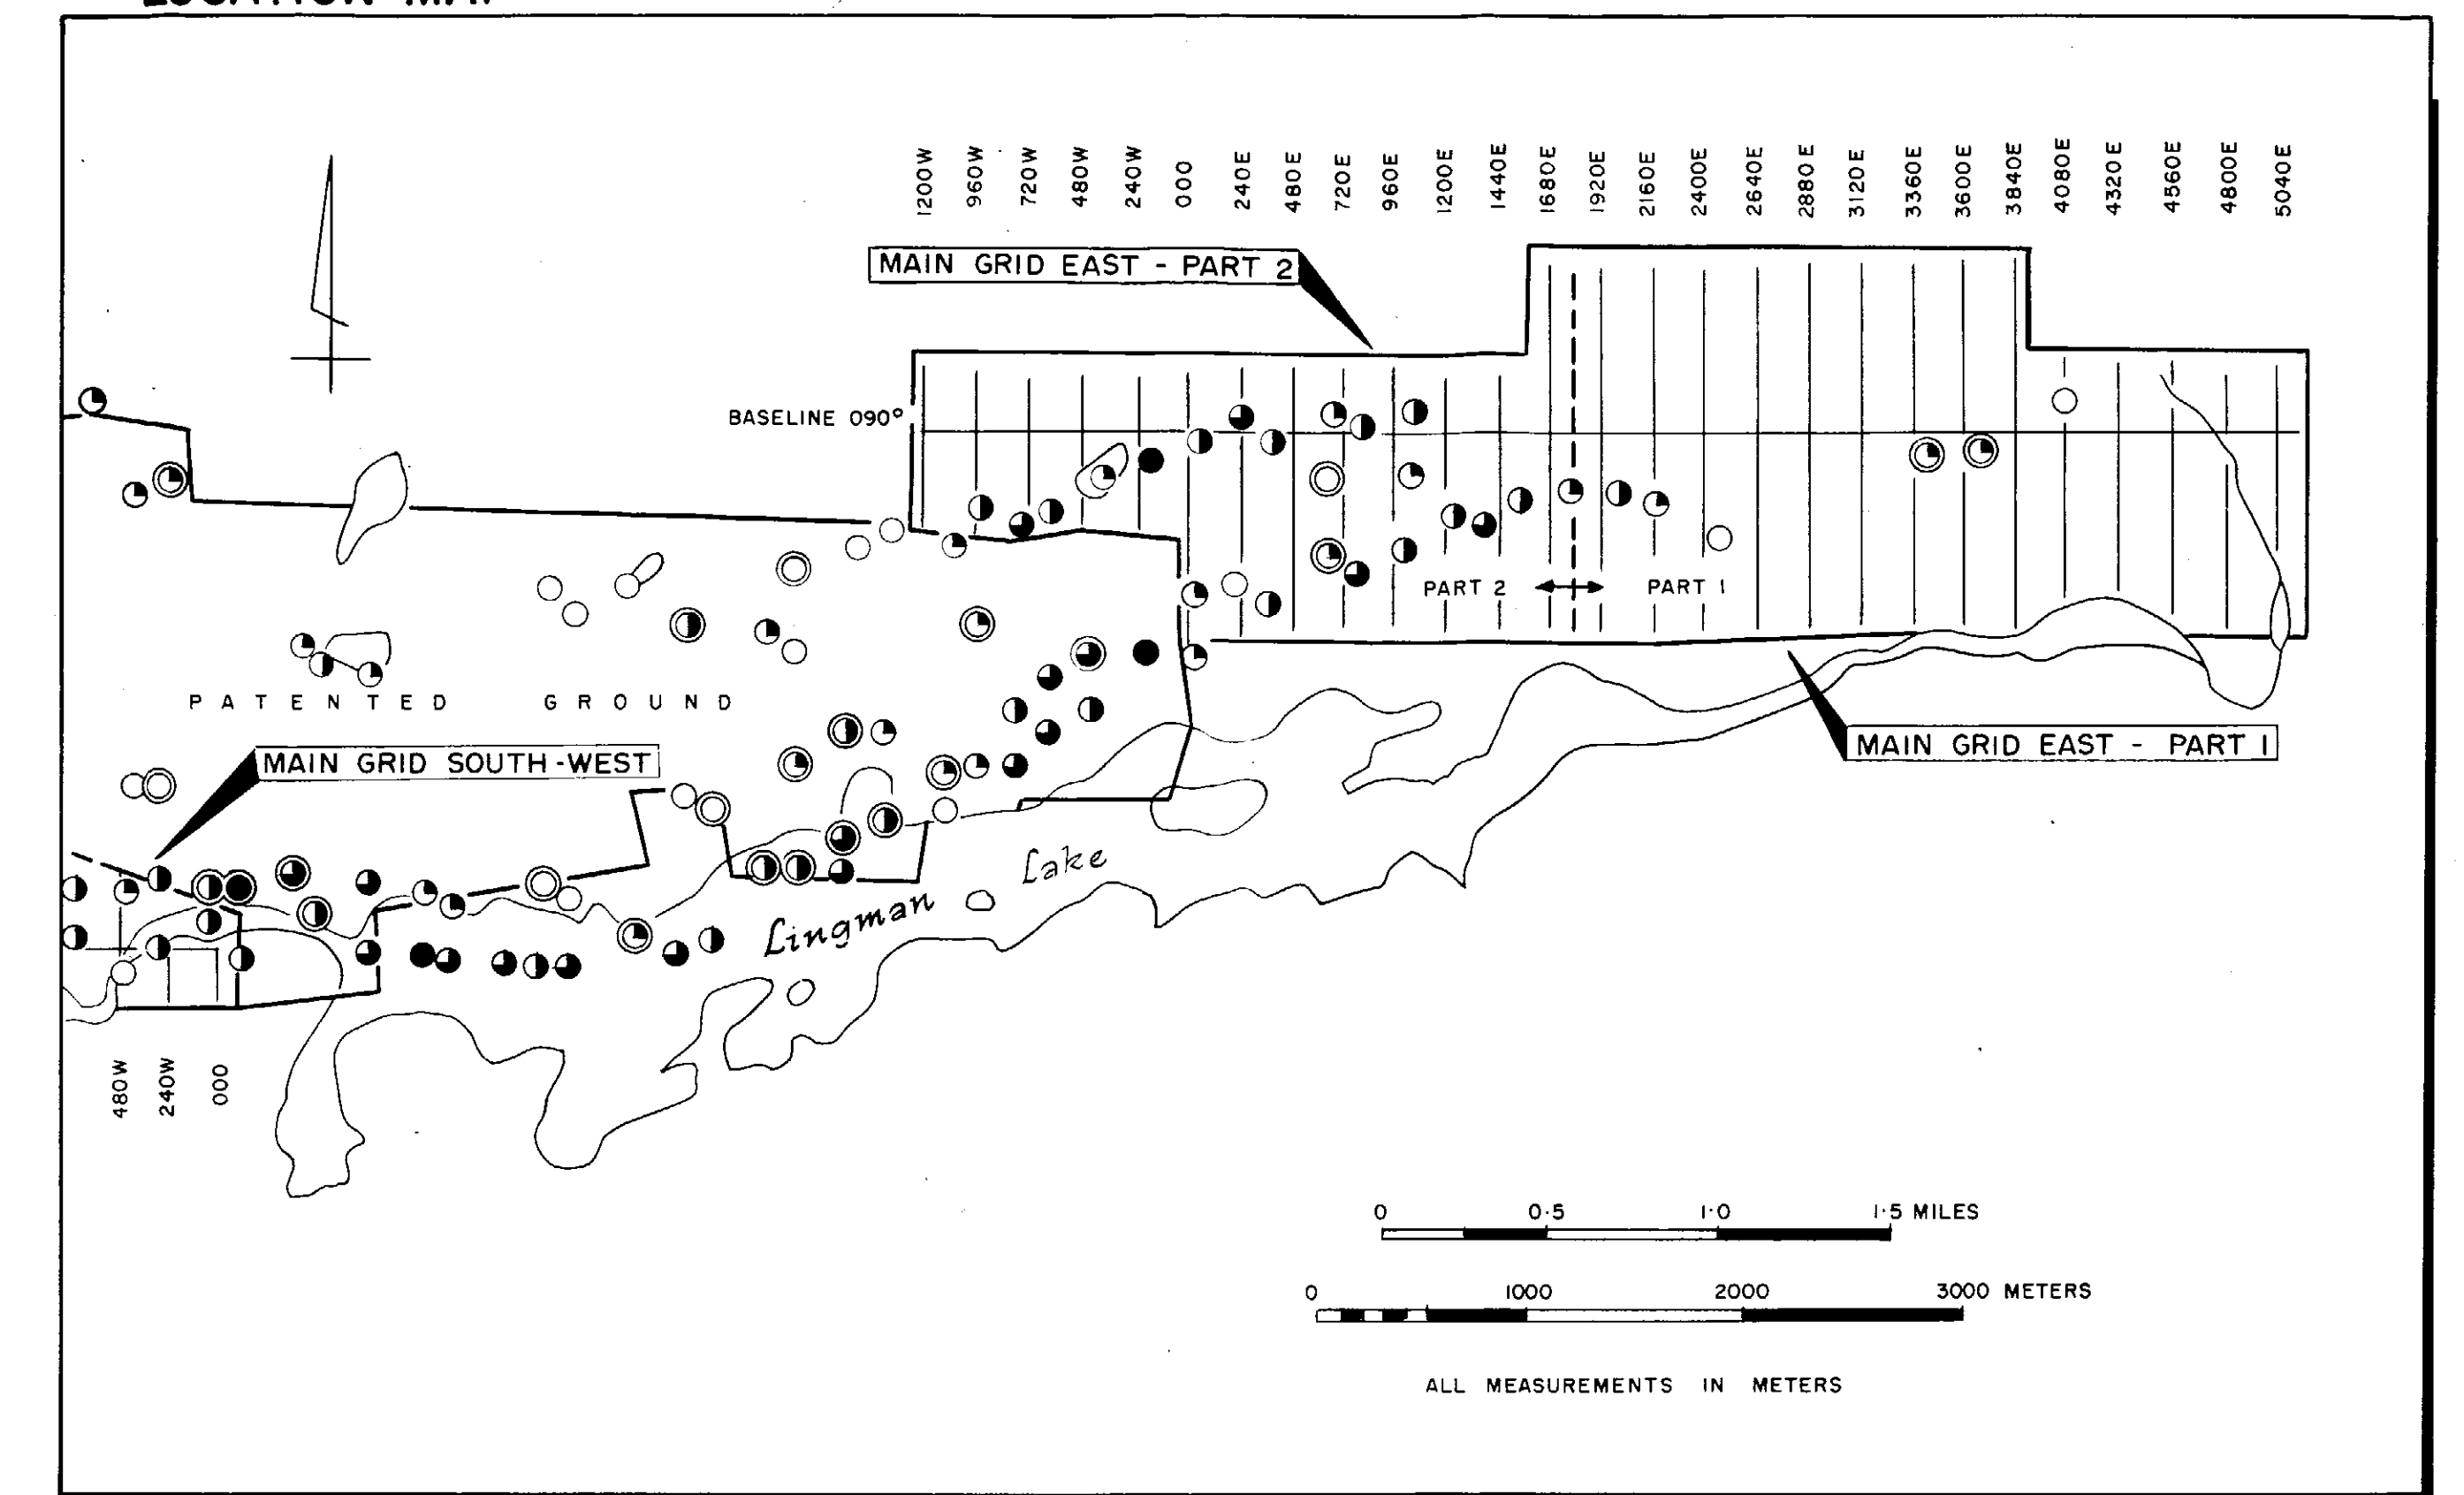 LOCATION MAP
1200W 960W 720W 480W 240W 000 240E 480E 720E 960E 1200E 1440E 1680E 1920E 2160E 2400E 2640E 2880E 3120E 3360E 3600E 3840E 4080E 4320E 4560E 4800E 5040E
MAIN GRID EAST - PART 2
BASELINE 090°
PART 2 PART 1
PATENTED GROUND
MAIN GRID SOUTH-WEST
MAIN GRID EAST - PART 1
Lingman Lake
480W 240W 000
0 0·5 1·0 1·5 MILES
0 1000 2000 3000 METERS
ALL MEASUREMENTS IN METERS